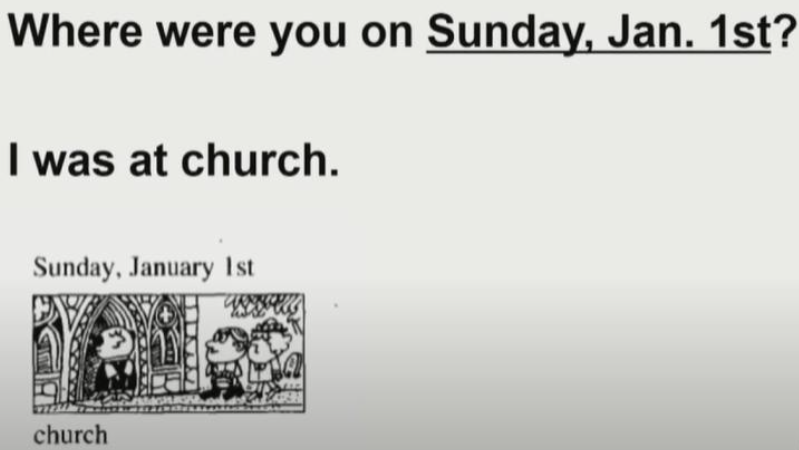 Where were you on Sunday, Jan. 1st?
I was at church.
Sunday, January 1st
church